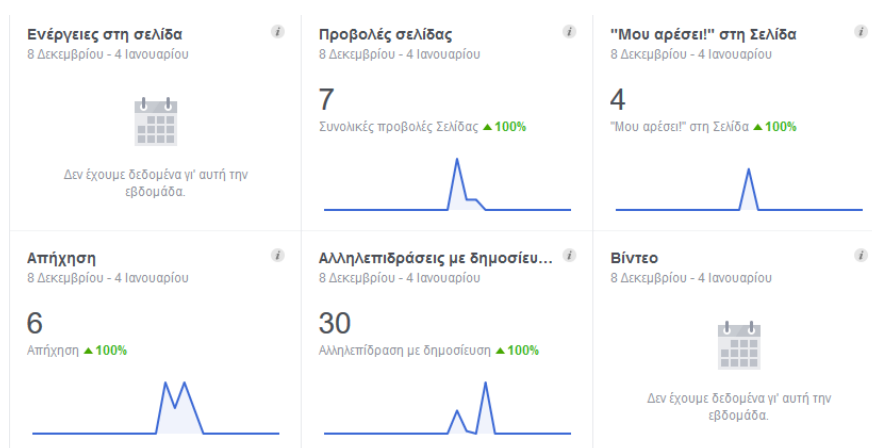 Ενέργειες στη σελίδα
8 Δεκεμβρίου - 4 Ιανουαρίου
Δεν έχουμε δεδομένα γι' αυτή την
εβδομάδα.
Προβολές σελίδας
8 Δεκεμβρίου - 4 Ιανουαρίου
7
Συνολικές προβολές Σελίδας ▲ 100%
"Μου αρέσει!" στη Σελίδα
8 Δεκεμβρίου - 4 Ιανουαρίου
4
"Μου αρέσει!" στη Σελίδα ▲ 100%
Απήχηση
8 Δεκεμβρίου - 4 Ιανουαρίου
6
Απήχηση ▲ 100%
Αλληλεπιδράσεις με δημοσίευ...
8 Δεκεμβρίου - 4 Ιανουαρίου
30
Αλληλεπίδραση με δημοσίευση ▲ 100%
Βίντεο
8 Δεκεμβρίου - 4 Ιανουαρίου
Δεν έχουμε δεδομένα γι' αυτή την
εβδομάδα.